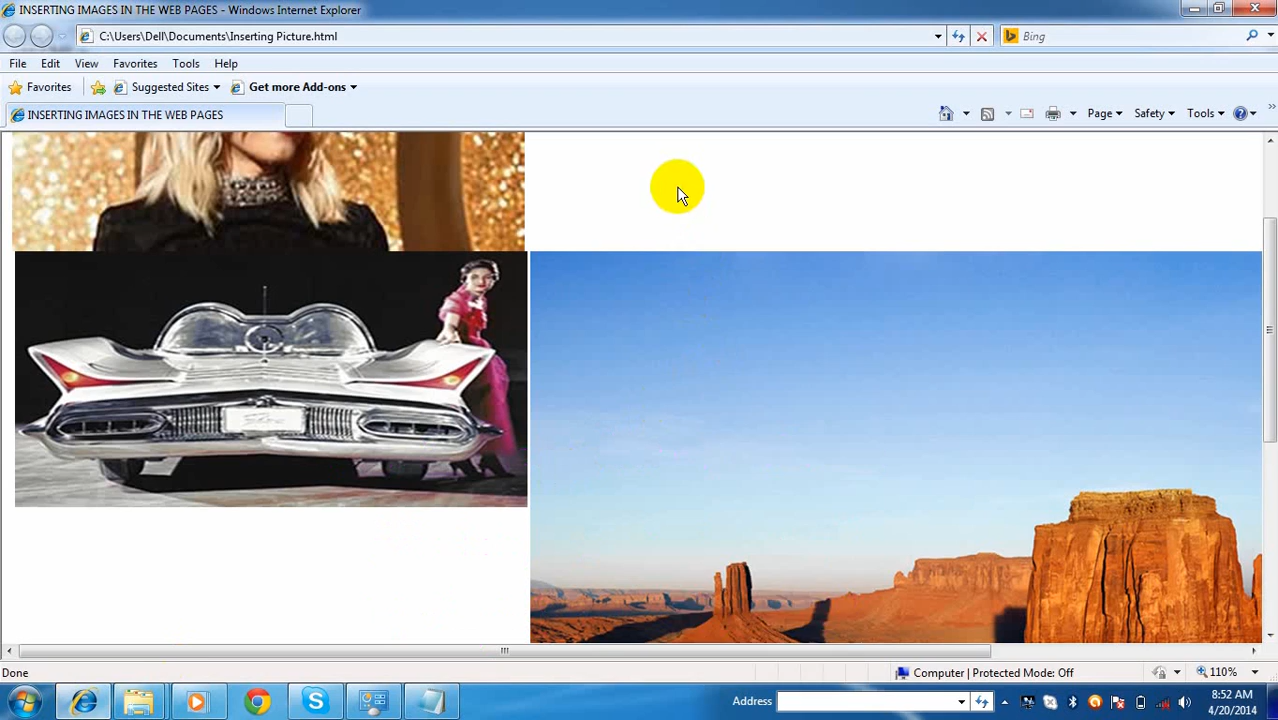 INSERTING IMAGES IN THE WEB PAGES - Windows Internet Explorer
C:\Users\Dell\Documents\Inserting Picture.html
Bing
File Edit View Favorites Tools Help
Favorites Suggested Sites Get more Add-ons
INSERTING IMAGES IN THE WEB PAGES
Page Safety Tools
Done
Computer | Protected Mode: Off
110%
Address
8:52 AM
4/20/2014